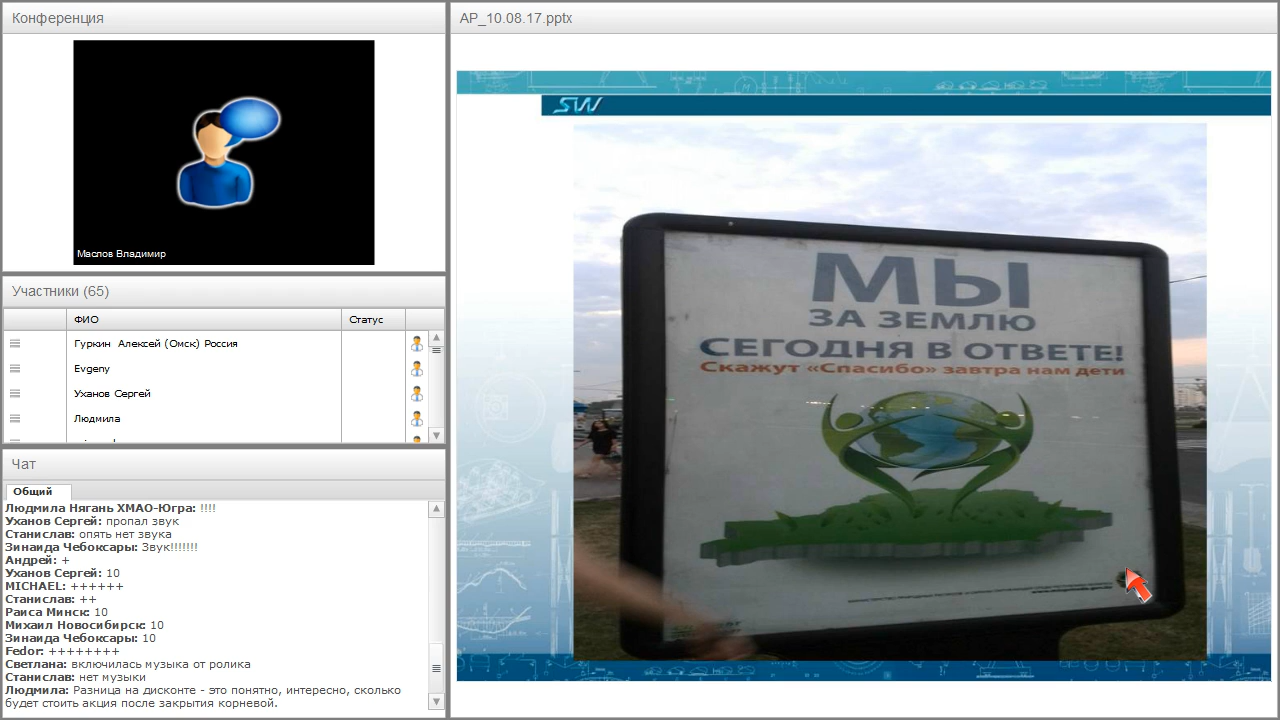 Конференция
Маслов Владимир
Участники (65)
ФИО
Статус
Гуркин Алексей (Омск) Россия
Evgeny
Уханов Сергей
Людмила
Чат
Общий
Людмила Нягань ХМАО-Югра: !!!!
Уханов Сергей: пропал звук
Станислав: опять нет звука
Зинаида Чебоксары: Звук!!!!!!!
Андрей: +
Уханов Сергей: 10
MICHAEL: ++++++
Станислав: ++
Раиса Минск: 10
Михаил Новосибирск: 10
Зинаида Чебоксары: 10
Fedor: ++++++++
Светлана: включилась музыка от ролика
Станислав: нет музыки
Людмила: Разница на дисконте - это понятно, интересно, сколько
будет стоить акция после закрытия корневой.
AP_10.08.17.pptx
SW
МЫ
ЗА ЗЕМЛЮ
СЕГОДНЯ В ОТВЕТЕ!
Скажут «Спасибо» завтра нам дети